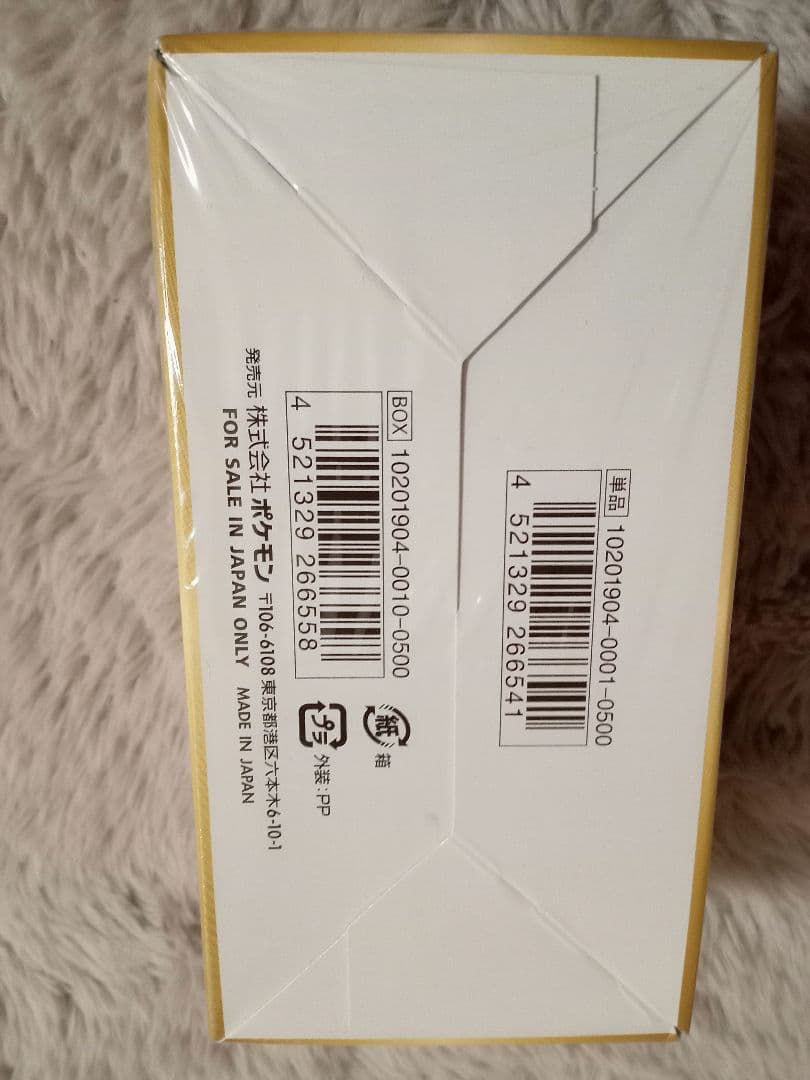 単品 10201904-0001-0500
4 521329 266541
BOX 10201904-0010-0500
4 521329 266558
紙 箱
プラ 外装:PP
発売元 株式会社 ポケモン 〒106-6108 東京都港区六本木6-10-1
FOR SALE IN JAPAN ONLY MADE IN JAPAN